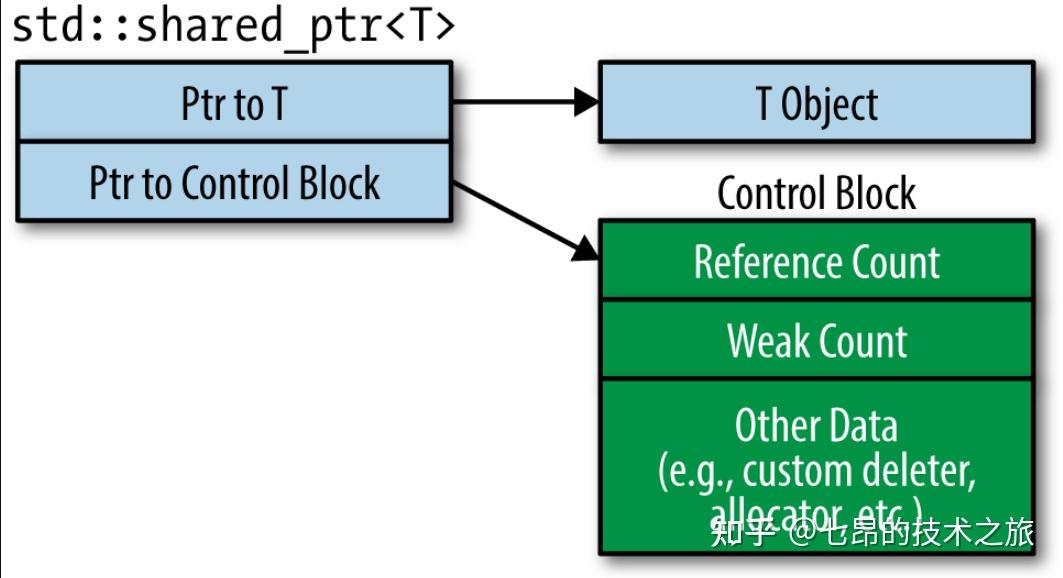 std::shared_ptr<T>
Ptr to T
T Object
Ptr to Control Block
Control Block
Reference Count
Weak Count
Other Data
(e.g., custom deleter,
allocator, etc.)
知乎 @七昂的技术之旅